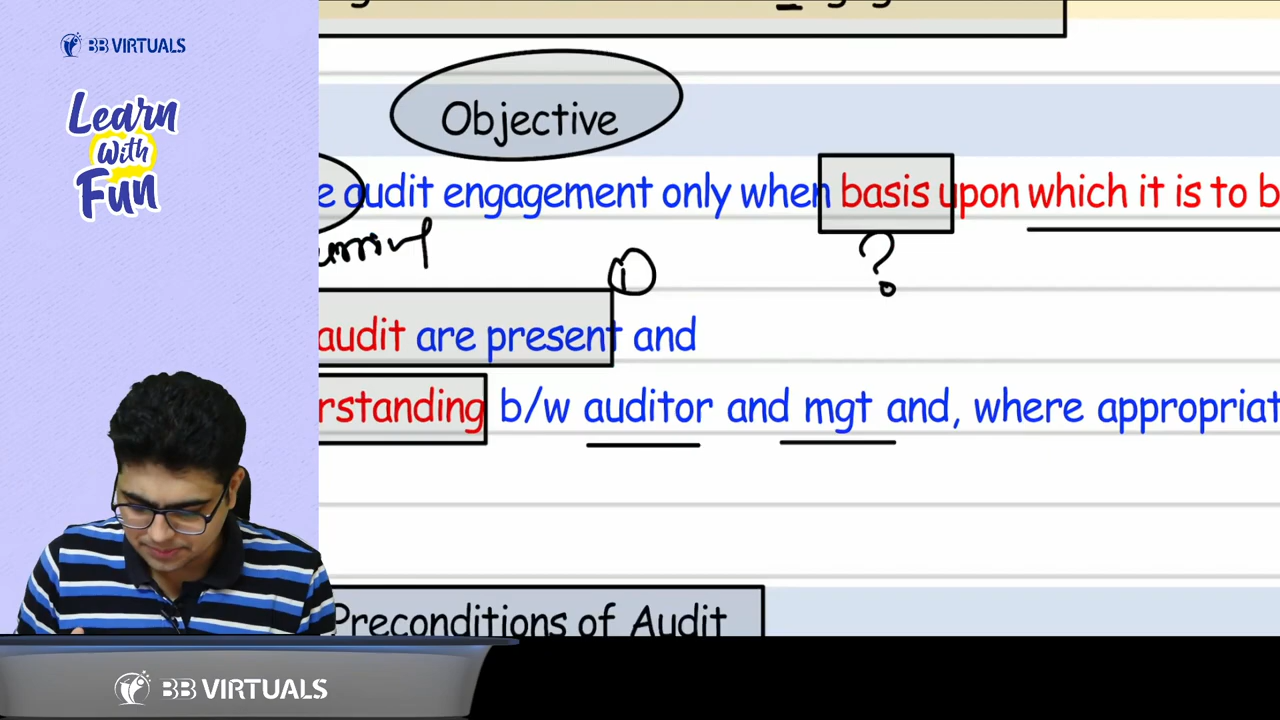 BB VIRTUALS
Learn
With
Fun
Objective
e audit engagement only when basis upon which it is to b
?
1
audit are present and
rstanding b/w auditor and mgt and, where appropriat
Preconditions of Audit
BB VIRTUALS